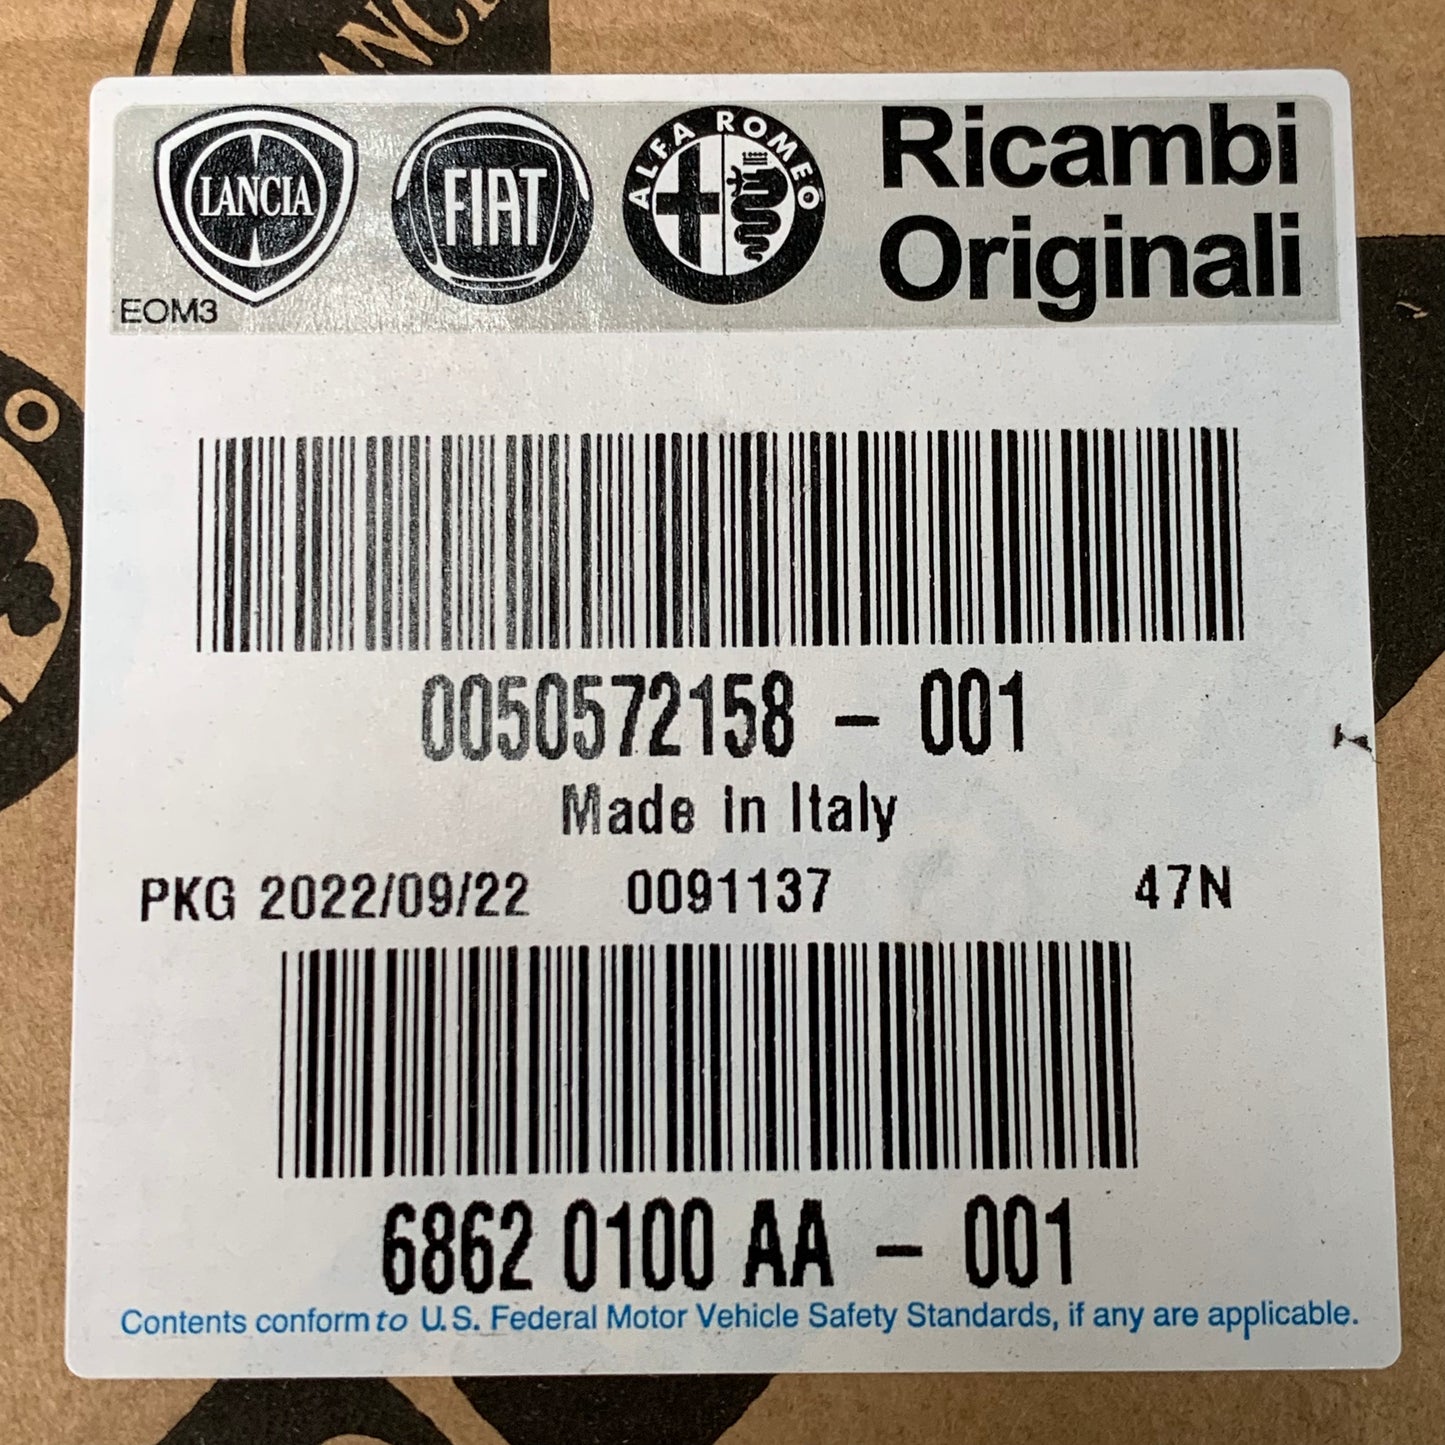 LANCIA
LANCIA
FIAT
ALFA ROMEO
Ricambi
Originali
EOM3
0050572158 - 001
Made in Italy
PKG 2022/09/22 0091137 47N
6862 0100 AA - 001
Contents conform to U.S. Federal Motor Vehicle Safety Standards, if any are applicable.